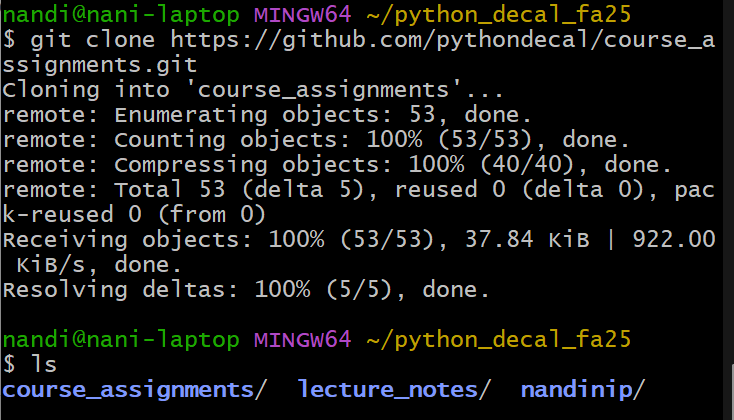 nandi@nani-laptop MINGW64 ~/python_decal_fa25
$ git clone https://github.com/pythondecal/course_a
ssignments.git
Cloning into 'course_assignments'...
remote: Enumerating objects: 53, done.
remote: Counting objects: 100% (53/53), done.
remote: Compressing objects: 100% (40/40), done.
remote: Total 53 (delta 5), reused 0 (delta 0), pac
k-reused 0 (from 0)
Receiving objects: 100% (53/53), 37.84 KiB | 922.00
 KiB/s, done.
Resolving deltas: 100% (5/5), done.

nandi@nani-laptop MINGW64 ~/python_decal_fa25
$ ls
course_assignments/  lecture_notes/  nandinip/